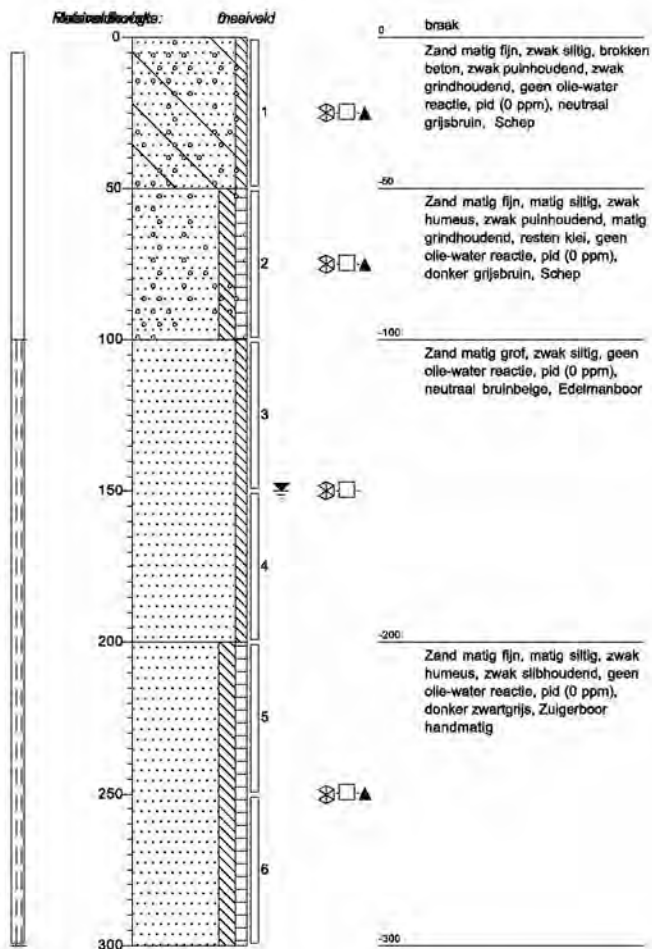 maaiveld
0
0 braak
Zand matig fijn, zwak siltig, brokken
beton, zwak puinhoudend, zwak
grindhoudend, geen olie-water
reactie, pid (0 ppm), neutraal
grijsbruin, Schep
1
50
-50
Zand matig fijn, matig siltig, zwak
humeus, zwak puinhoudend, matig
grindhoudend, resten klei, geen
olie-water reactie, pid (0 ppm),
donker grijsbruin, Schep
2
100
-100
Zand matig grof, zwak siltig, geen
olie-water reactie, pid (0 ppm),
neutraal bruinbeige, Edelmanboor
3
150
4
200
-200
Zand matig fijn, matig siltig, zwak
humeus, zwak slibhoudend, geen
olie-water reactie, pid (0 ppm),
donker zwartgrijs, Zuigerboor
handmatig
5
250
6
300
-300